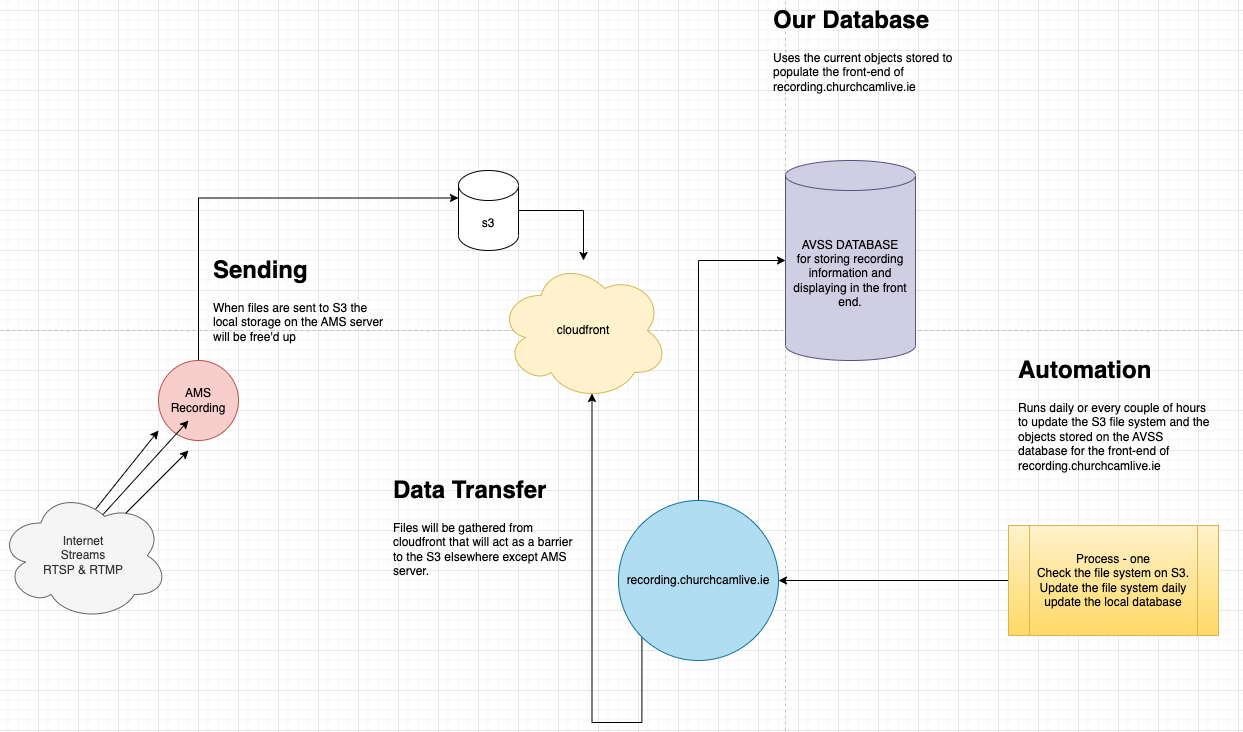 Our Database
Uses the current objects stored to
populate the front-end of
recording.churchcamlive.ie
s3
AVSS DATABASE
for storing recording
information and
displaying in the front
end.
Sending
When files are sent to S3 the
local storage on the AMS server
will be free'd up
cloudfront
AMS
Recording
Automation
Runs daily or every couple of hours
to update the S3 file system and the
objects stored on the AVSS
database for the front-end of
recording.churchcamlive.ie
Data Transfer
Files will be gathered from
cloudfront that will act as a barrier
to the S3 elsewhere except AMS
server.
Internet
Streams
RTSP & RTMP
recording.churchcamlive.ie
Process - one
Check the file system on S3.
Update the file system daily
update the local database